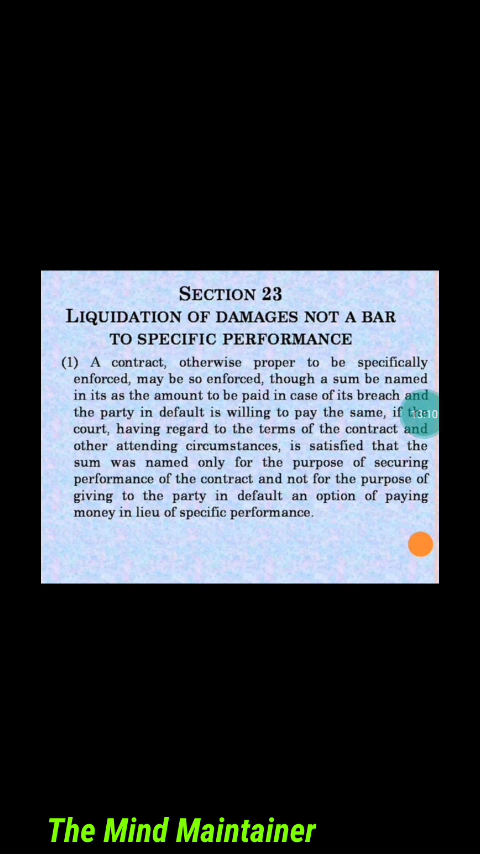 SECTION 23
LIQUIDATION OF DAMAGES NOT A BAR
TO SPECIFIC PERFORMANCE
(1) A contract, otherwise proper to be specifically
enforced, may be so enforced, though a sum be named
in its as the amount to be paid in case of its breach and
the party in default is willing to pay the same, if the
court, having regard to the terms of the contract and
other attending circumstances, is satisfied that the
sum was named only for the purpose of securing
performance of the contract and not for the purpose of
giving to the party in default an option of paying
money in lieu of specific performance.
The Mind Maintainer